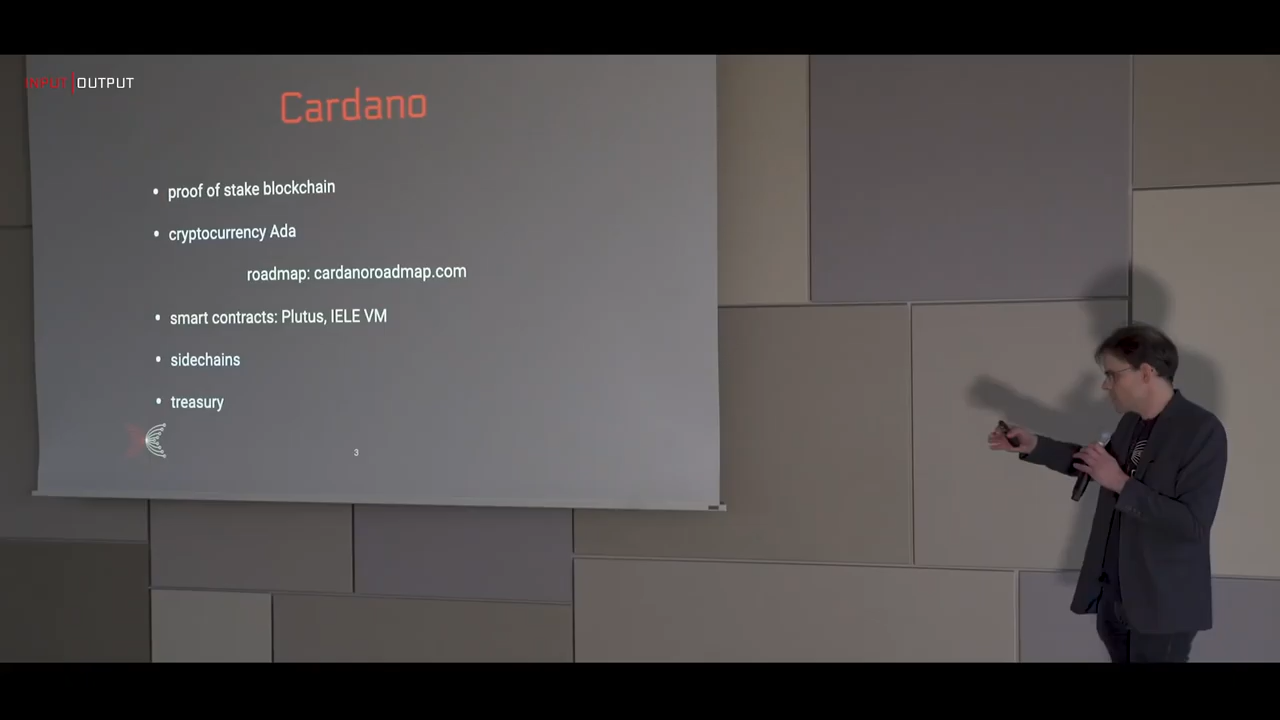 INPUT|OUTPUT
Cardano
• proof of stake blockchain
• cryptocurrency Ada
roadmap: cardanoroadmap.com
• smart contracts: Plutus, IELE VM
• sidechains
• treasury
3